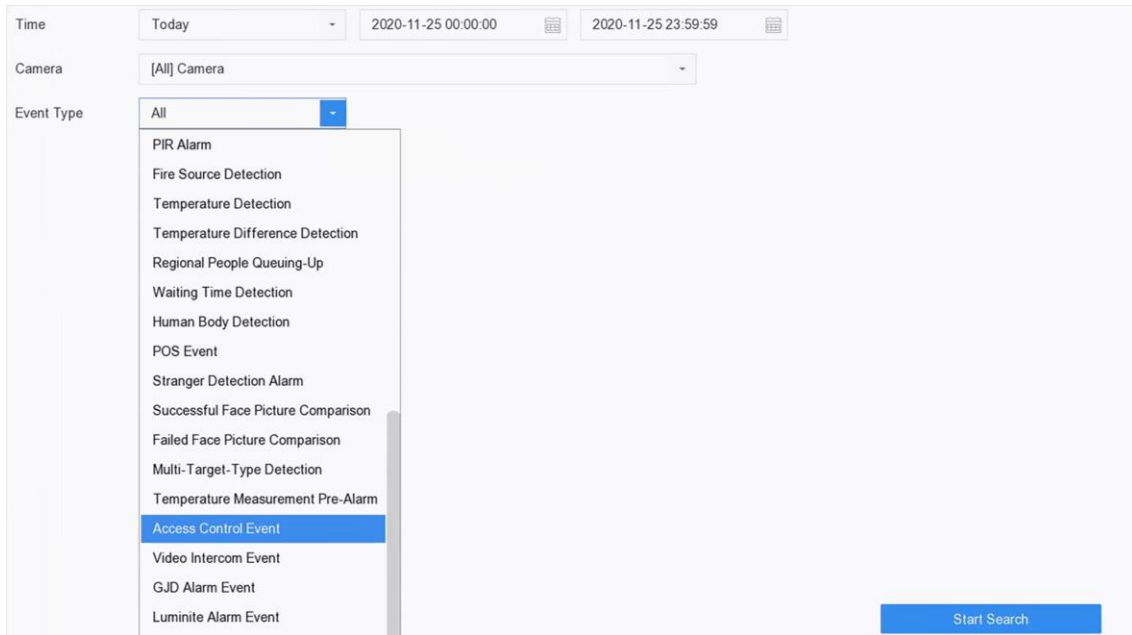 Time Today 2020-11-25 00:00:00 2020-11-25 23:59:59
Camera [All] Camera
Event Type All
PIR Alarm
Fire Source Detection
Temperature Detection
Temperature Difference Detection
Regional People Queuing-Up
Waiting Time Detection
Human Body Detection
POS Event
Stranger Detection Alarm
Successful Face Picture Comparison
Failed Face Picture Comparison
Multi-Target-Type Detection
Temperature Measurement Pre-Alarm
Access Control Event
Video Intercom Event
GJD Alarm Event
Luminite Alarm Event
Start Search